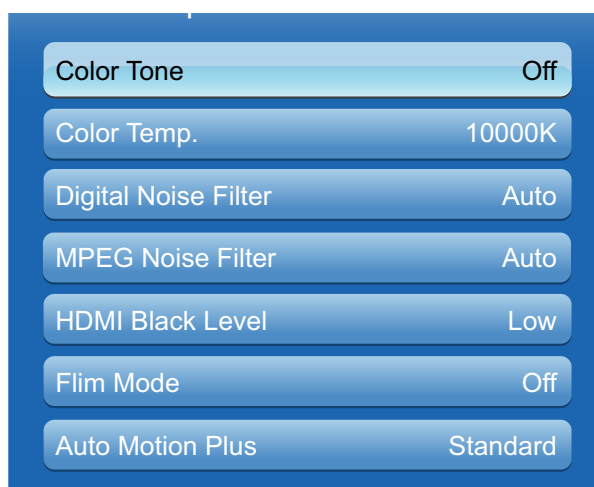 Color Tone Off
Color Temp. 10000K
Digital Noise Filter Auto
MPEG Noise Filter Auto
HDMI Black Level Low
Flim Mode Off
Auto Motion Plus Standard